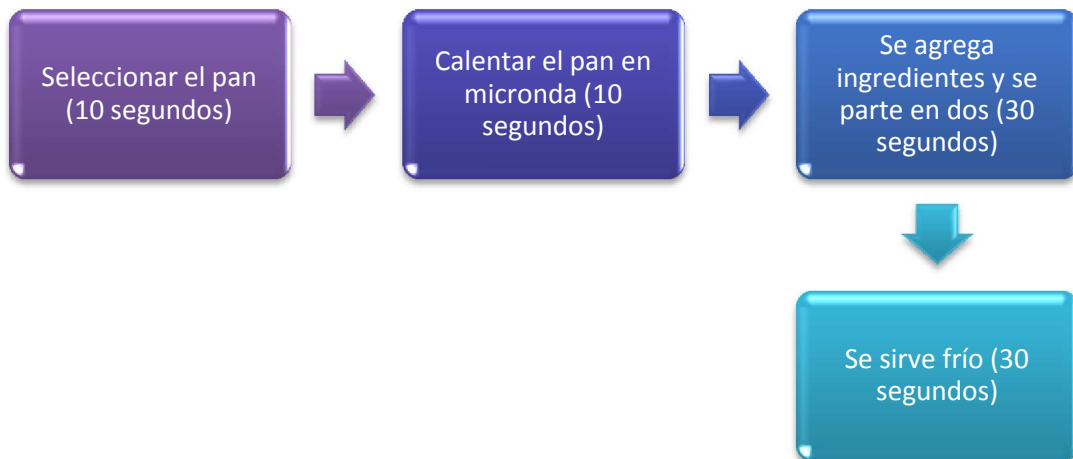 Seleccionar el pan
(10 segundos)
Calentar el pan en
micronda (10
segundos)
Se agrega
ingredientes y se
parte en dos (30
segundos)
Se sirve frío (30
segundos)